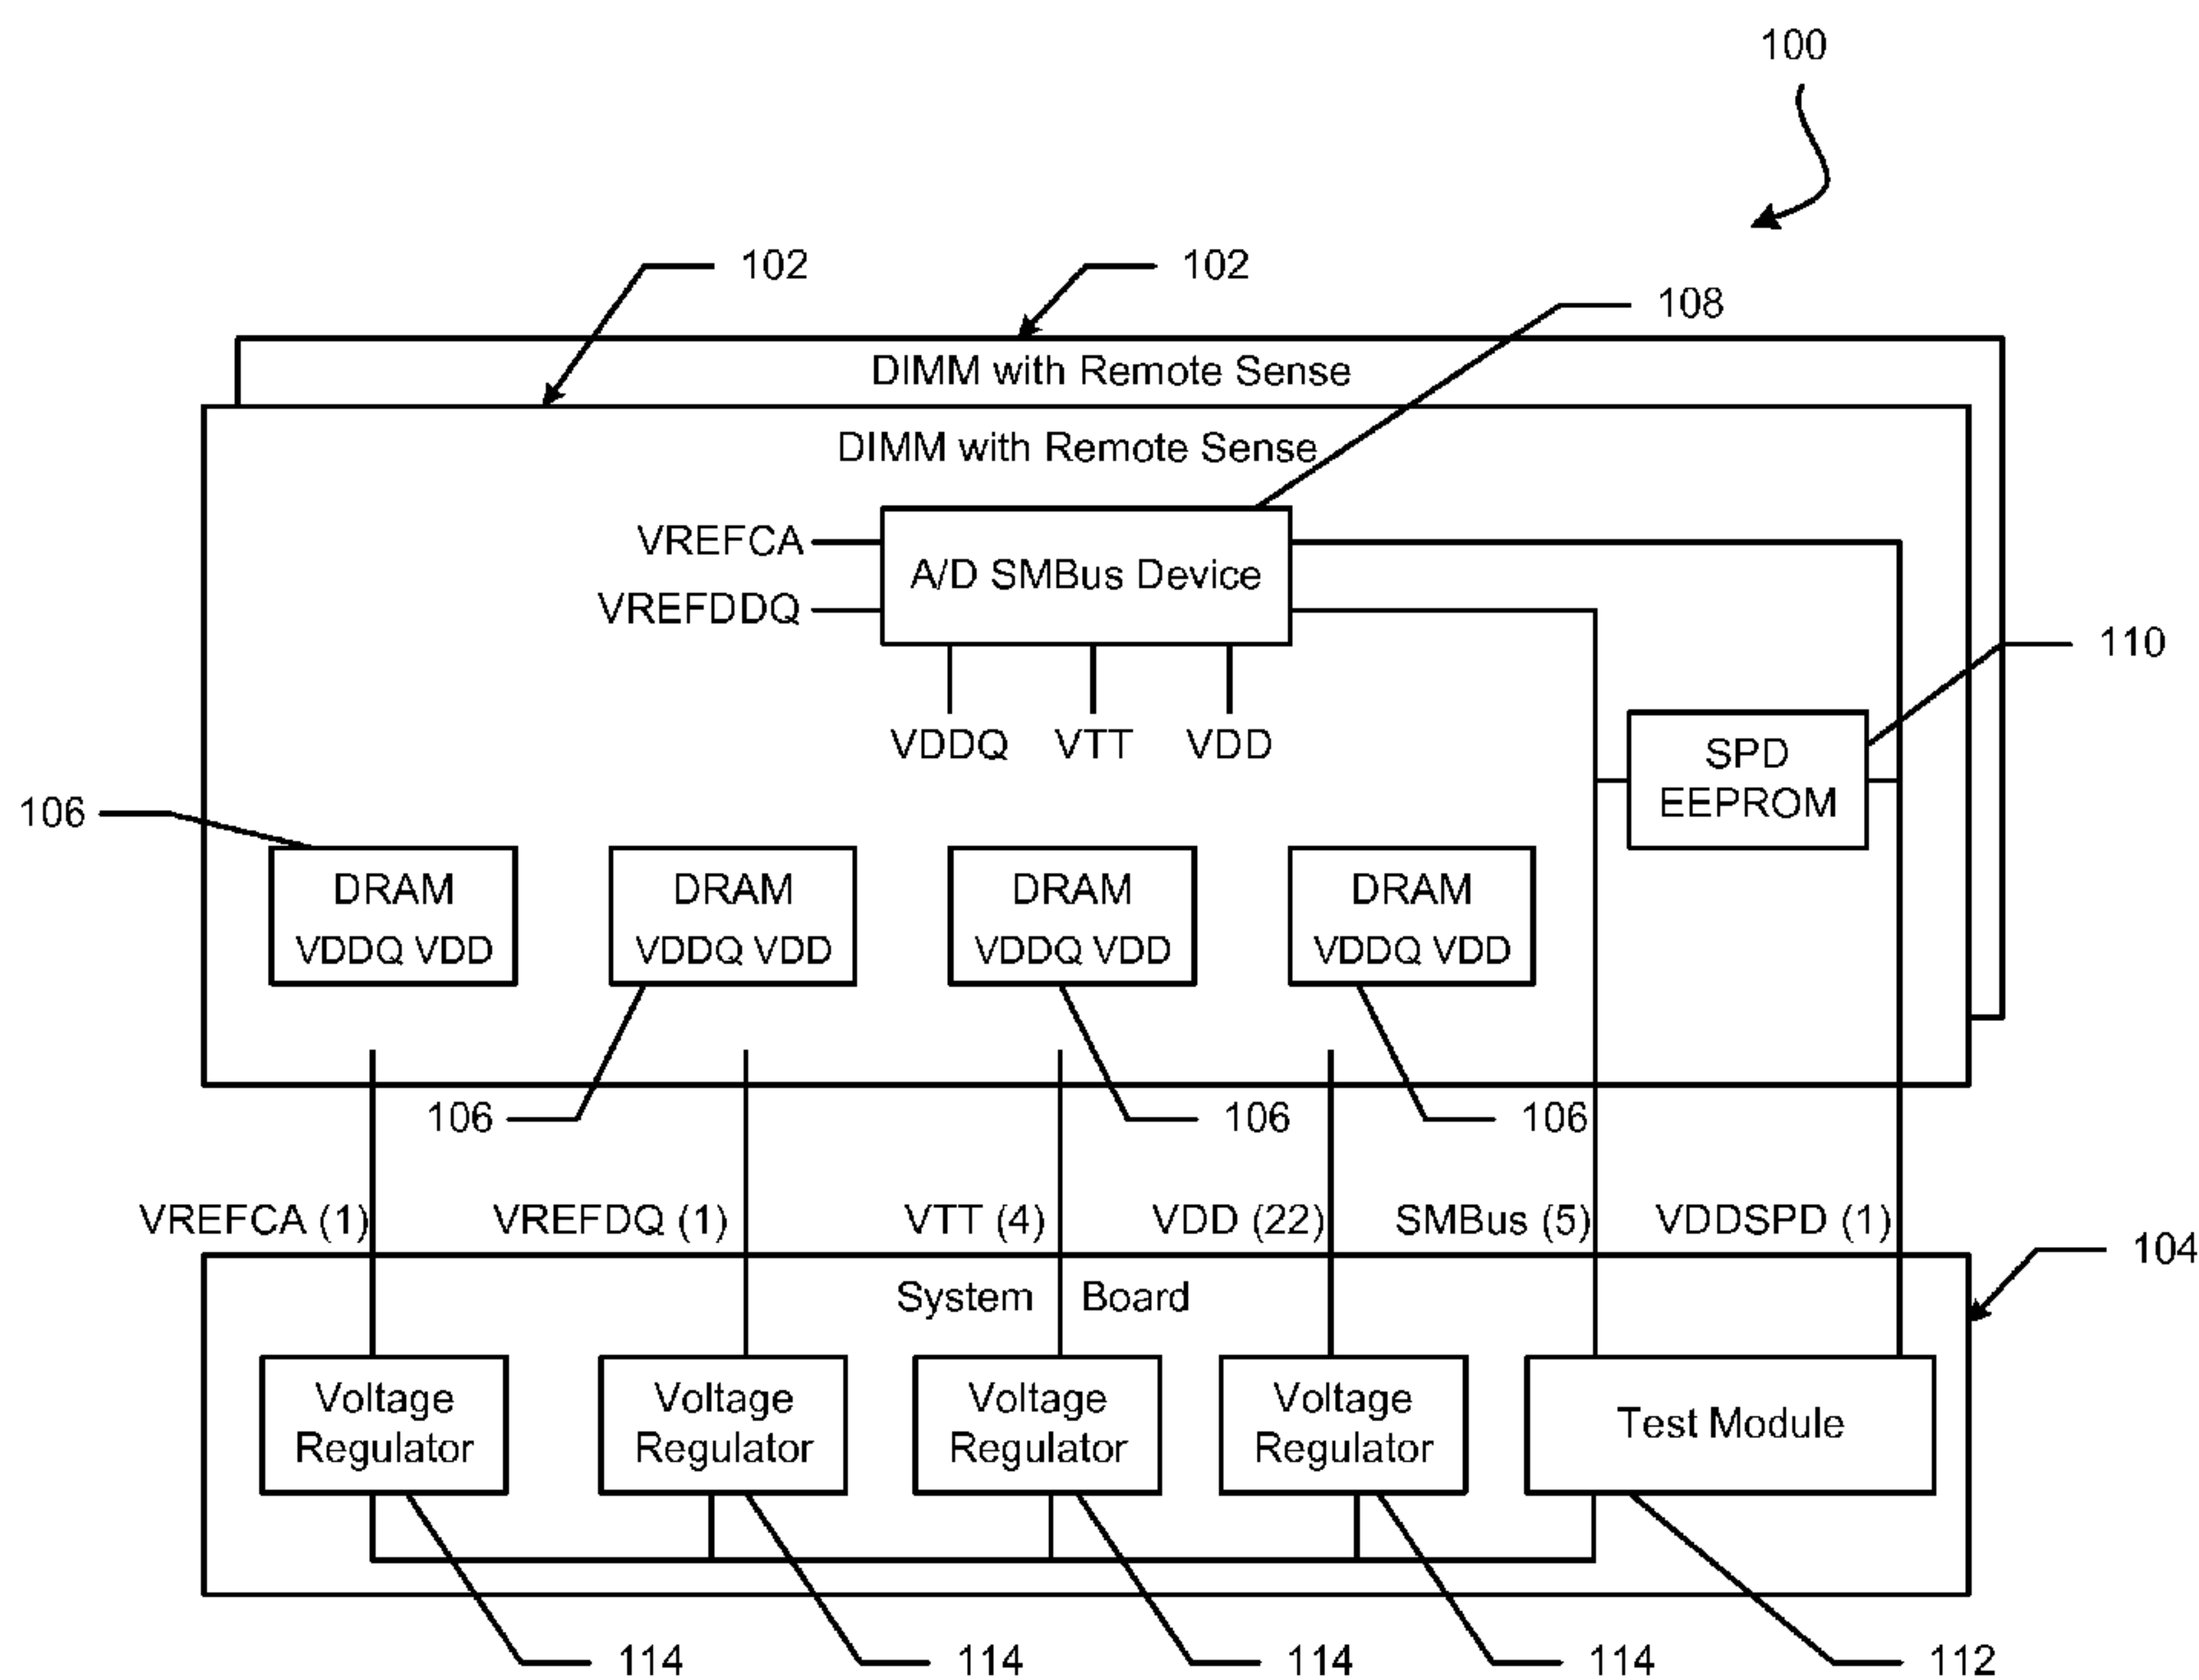 100
102
102
108
DIMM with Remote Sense
DIMM with Remote Sense
VREFCA
A/D SMBus Device
VREFDDQ
110
VDDQ VTT VDD
SPD
EEPROM
106
DRAM
VDDQ VDD
DRAM
VDDQ VDD
DRAM
VDDQ VDD
DRAM
VDDQ VDD
106
106
106
VREFCA (1)
VREFDQ (1)
VTT (4)
VDD (22)
SMBus (5)
VDDSPD (1)
104
System Board
Voltage
Regulator
Voltage
Regulator
Voltage
Regulator
Voltage
Regulator
Test Module
114
114
114
114
112